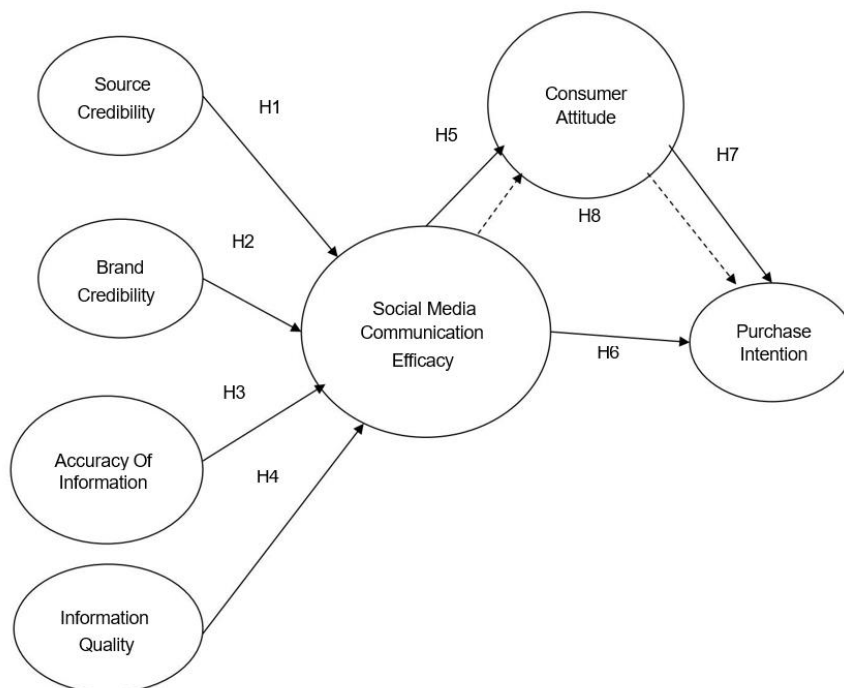 Source
Credibility
H1
Brand
Credibility
H2
Accuracy Of
Information
H3
Information
Quality
H4
Social Media
Communication
Efficacy
H5
Consumer
Attitude
H7
H8
H6
Purchase
Intention